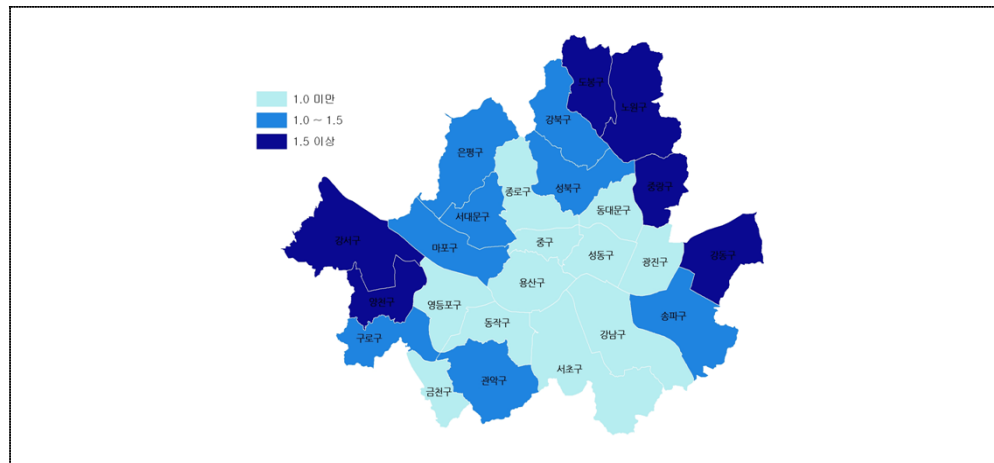 1.0 미만
1.0 ~ 1.5
1.5 이상
도봉구
노원구
강북구
은평구
종로구
성북구
중랑구
동대문구
서대문구
강서구
마포구
중구
성동구
광진구
강동구
용산구
양천구
영등포구
송파구
동작구
구로구
강남구
서초구
관악구
금천구